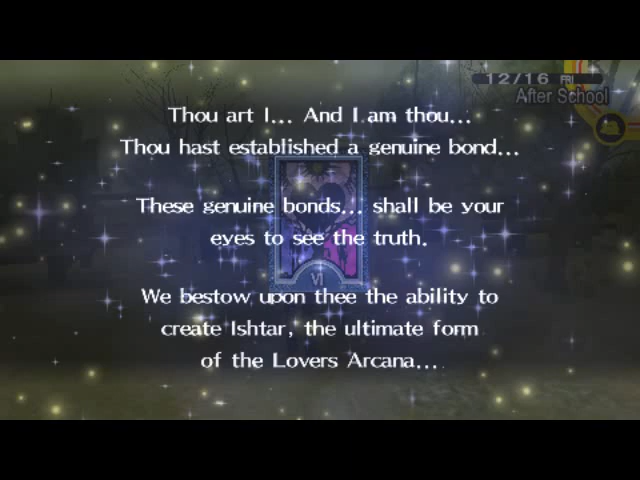 12/16 FRI
After School
Thou art I... And I am thou...
Thou hast established a genuine bond...
These genuine bonds... shall be your
eyes to see the truth.
We bestow upon thee the ability to
create Ishtar, the ultimate form
of the Lovers Arcana...
VI